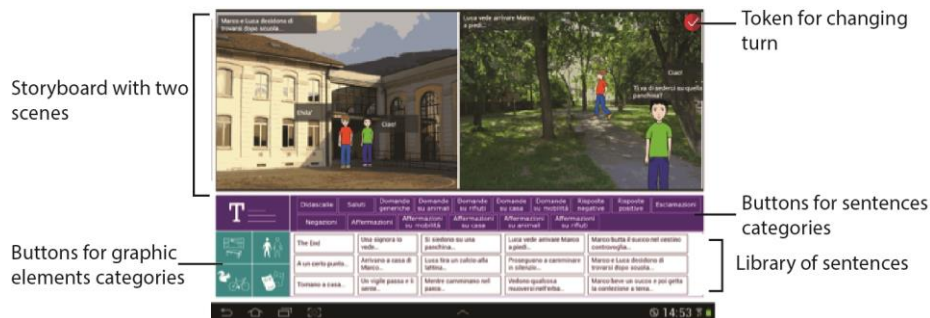 Storyboard with two
scenes
Buttons for graphic
elements categories
Marco e Luca decidono di
trovarsi dopo scuola...
Ciao!
Luca vede arrivare Marco
a piedi...
Ciao!
Ti va di sederci su quella
panchina?
Token for changing
turn
Buttons for sentences
categories
Library of sentences
T
Didascalie
Saluti
Domande
generiche
Domande
su animali
Domande
su rifiuti
Domande
su casa
Domande
su mobilità
Risposte
negative
Risposte
positive
Esclamazioni
Negazioni
Affermazioni
Affermazioni
su mobilità
Affermazioni
su casa
Affermazioni
su animali
Affermazioni
su rifiuti
The End
Una signora lo
vede...
Si siedono su una
panchina...
Luca vede arrivare Marco
a piedi...
Marco butta il succo nel cestino
controvoglia...
A un certo punto...
Arrivano a casa di
Marco...
Luca tira un calcio alla
lattina...
Proseguono a camminare
in silenzio...
Marco e Luca decidono di
trovarsi dopo scuola...
Tornano a casa...
Un vigile passa e li
sente...
Mentre camminano nel
parco...
Vedono qualcosa
muoversi nell'erba...
Marco beve un succo e poi getta
la confezione a terra...
14:53